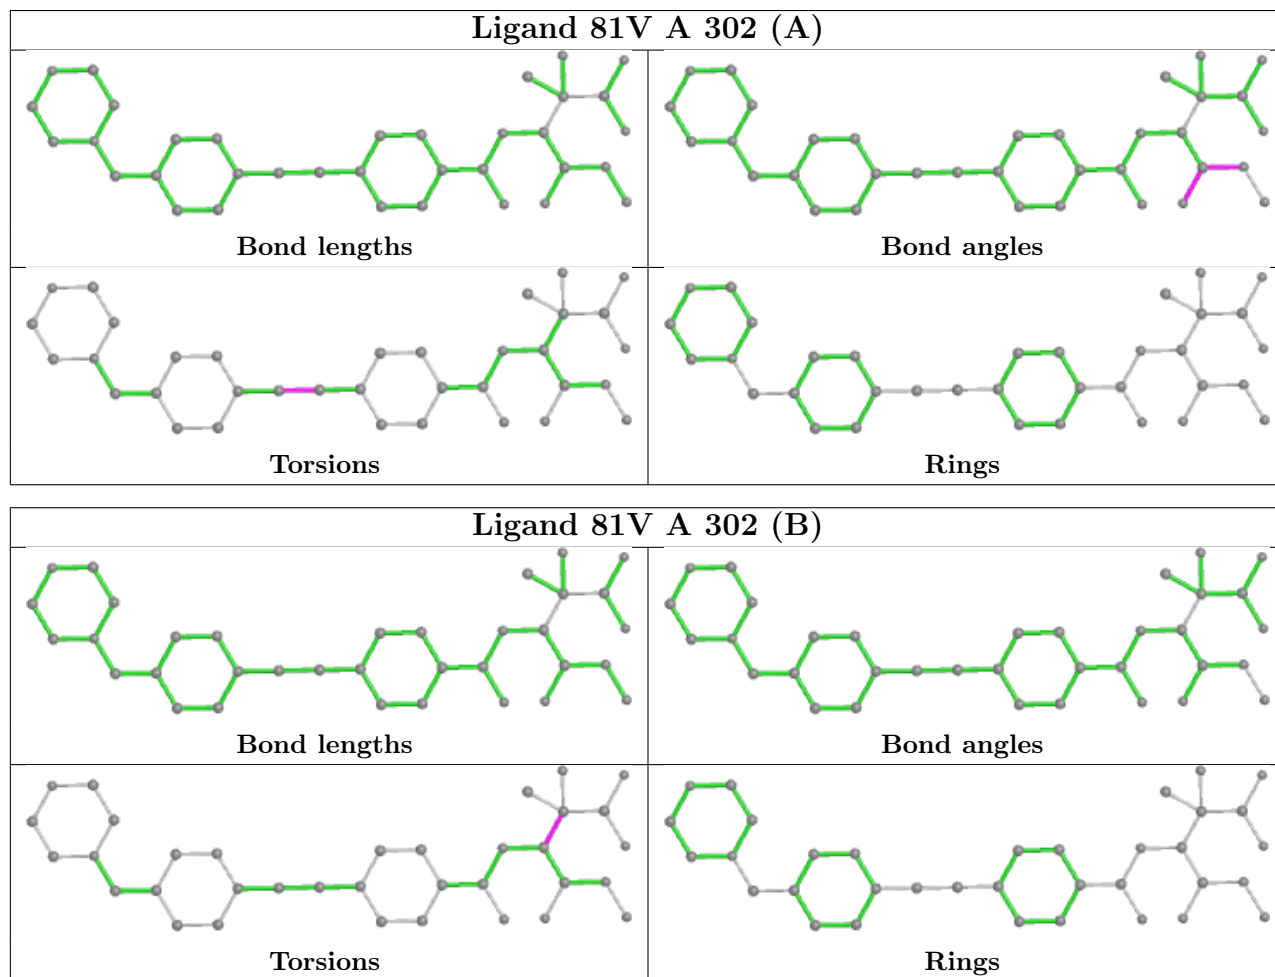 Ligand 81V A 302 (A)
Bond lengths
Bond angles
Torsions
Rings
Ligand 81V A 302 (B)
Bond lengths
Bond angles
Torsions
Rings